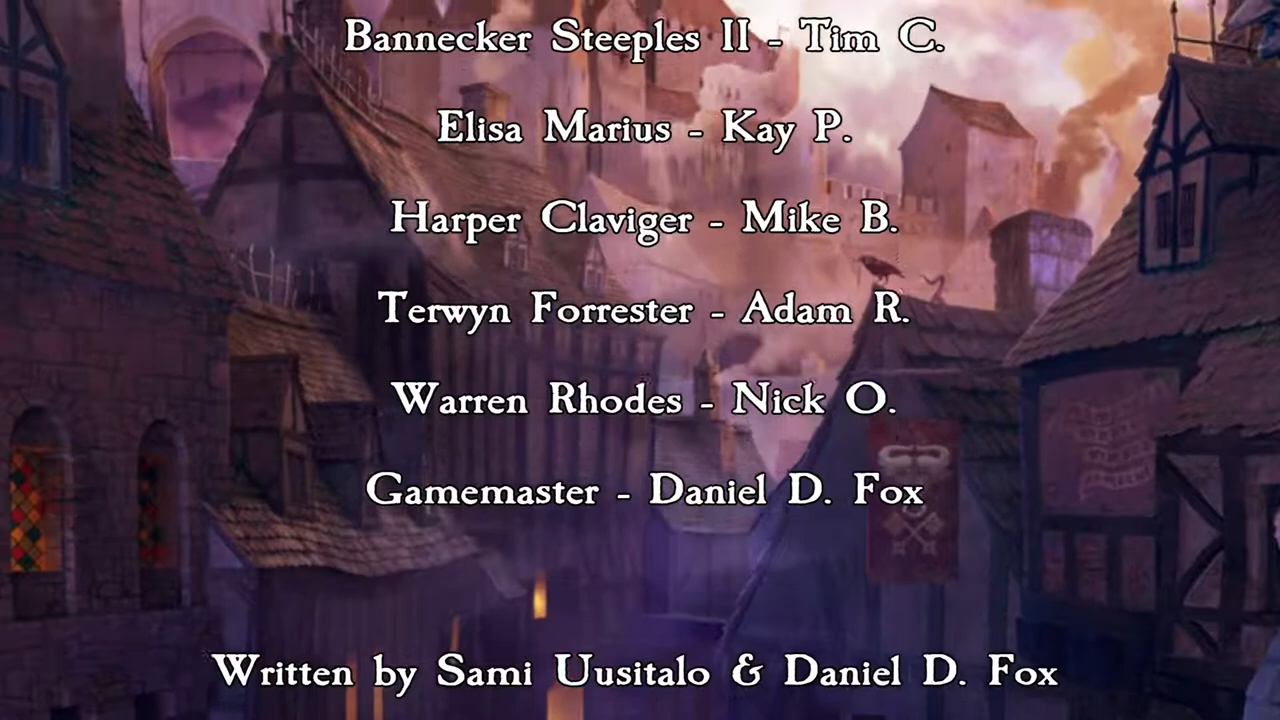 Bannecker Steeples II - Tim C.
Elisa Marius - Kay P.
Harper Claviger - Mike B.
Terwyn Forrester - Adam R.
Warren Rhodes - Nick O.
Gamemaster - Daniel D. Fox
Written by Sami Uusitalo & Daniel D. Fox